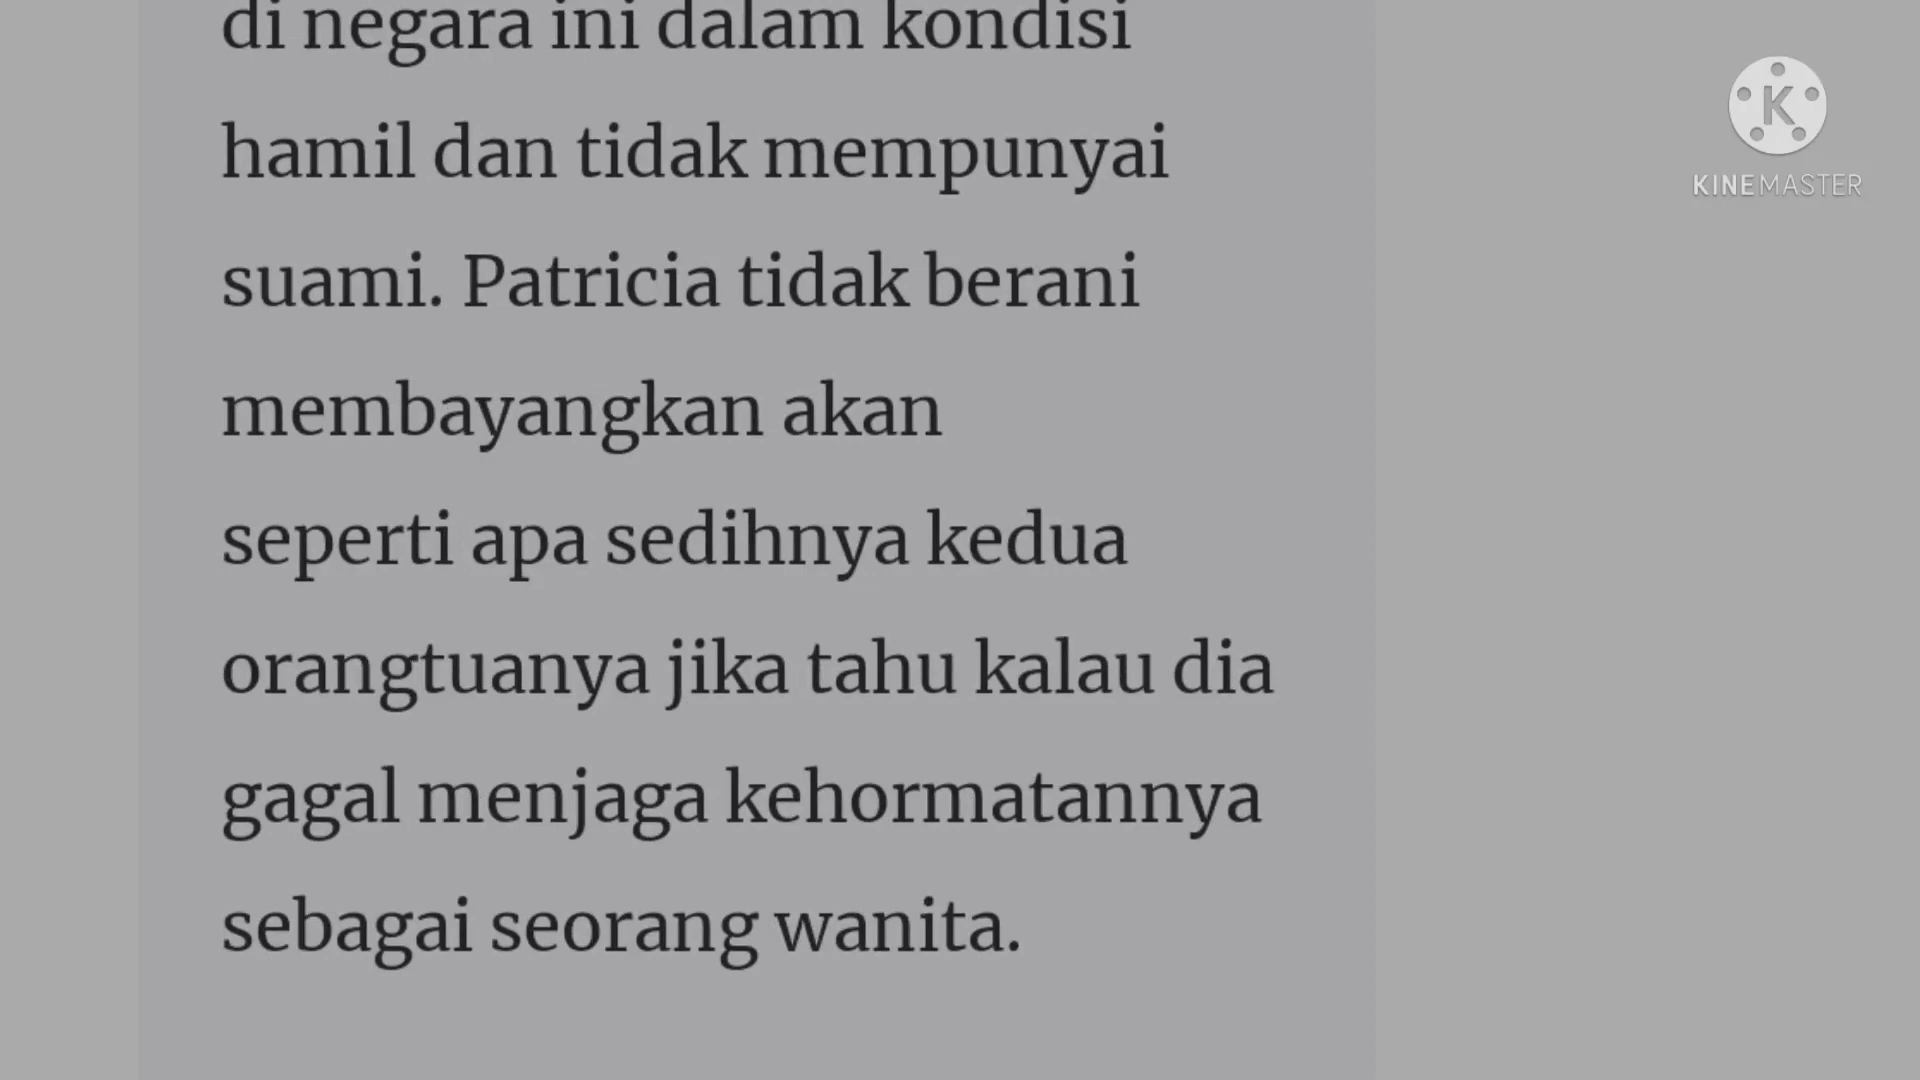 di negara ini dalam kondisi
hamil dan tidak mempunyai
suami. Patricia tidak berani
membayangkan akan
seperti apa sedihnya kedua
orangtuanya jika tahu kalau dia
gagal menjaga kehormatannya
sebagai seorang wanita.
K
KINEMASTER